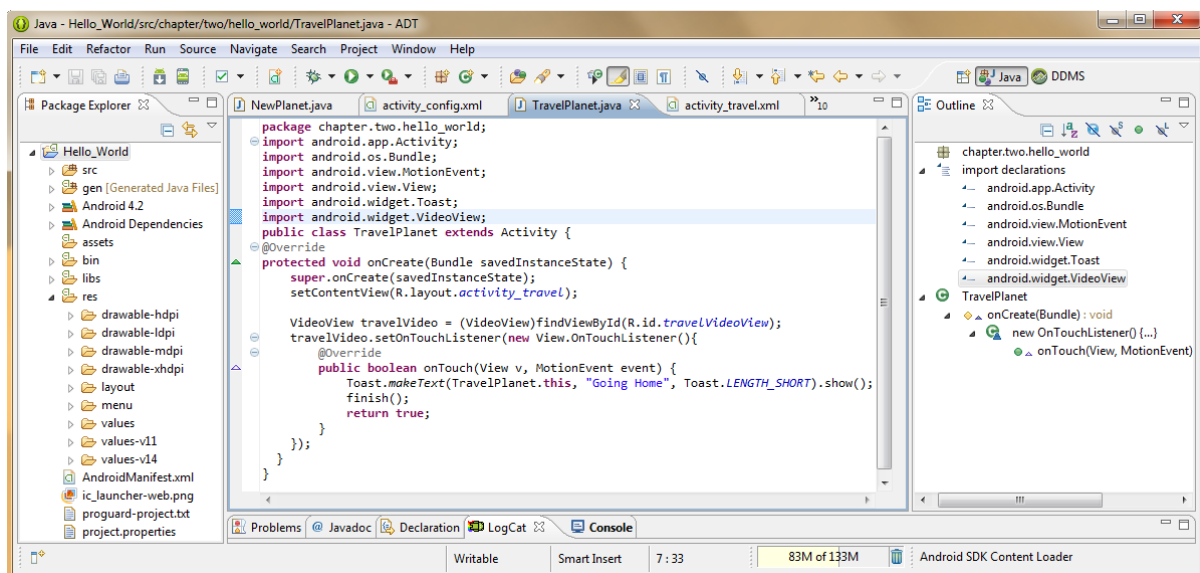 Java - Hello_World/src/chapter/two/hello_world/TravelPlanet.java - ADT
File Edit Refactor Run Source Navigate Search Project Window Help
Java DDMS
Package Explorer
Hello_World
src
gen [Generated Java Files]
Android 4.2
Android Dependencies
assets
bin
libs
res
drawable-hdpi
drawable-ldpi
drawable-mdpi
drawable-xhdpi
layout
menu
values
values-v11
values-v14
AndroidManifest.xml
ic_launcher-web.png
proguard-project.txt
project.properties
NewPlanet.java activity_config.xml TravelPlanet.java activity_travel.xml »10
package chapter.two.hello_world;
import android.app.Activity;
import android.os.Bundle;
import android.view.MotionEvent;
import android.view.View;
import android.widget.Toast;
import android.widget.VideoView;
public class TravelPlanet extends Activity {
@Override
protected void onCreate(Bundle savedInstanceState) {
super.onCreate(savedInstanceState);
setContentView(R.layout.activity_travel);
VideoView travelVideo = (VideoView)findViewById(R.id.travelVideoView);
travelVideo.setOnTouchListener(new View.OnTouchListener(){
@Override
public boolean onTouch(View v, MotionEvent event) {
Toast.makeText(TravelPlanet.this, "Going Home", Toast.LENGTH_SHORT).show();
finish();
return true;
}
});
}
}
Outline
chapter.two.hello_world
import declarations
android.app.Activity
android.os.Bundle
android.view.MotionEvent
android.view.View
android.widget.Toast
android.widget.VideoView
TravelPlanet
onCreate(Bundle) : void
new OnTouchListener() {...}
onTouch(View, MotionEvent)
Problems @ Javadoc Declaration LogCat Console
Writable Smart Insert 7 : 33 83M of 133M Android SDK Content Loader